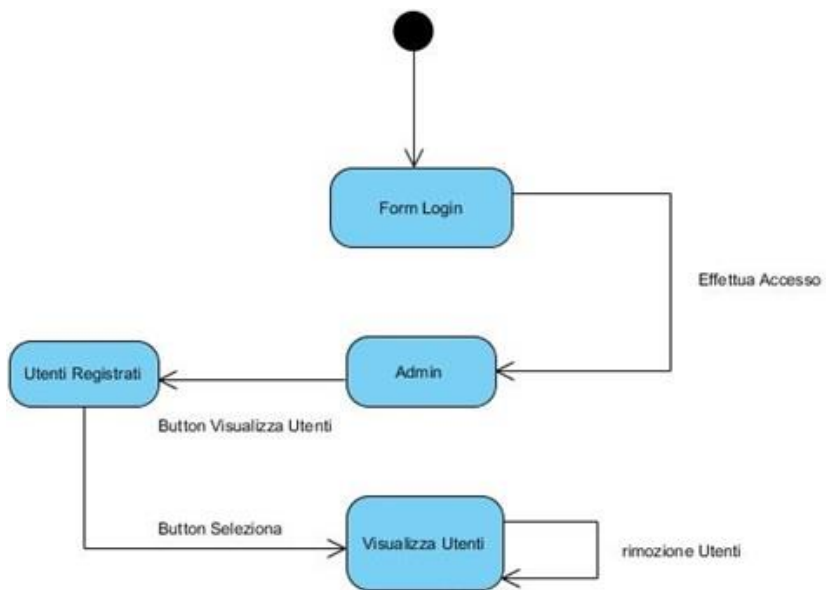 Form Login
Effettua Accesso
Utenti Registrati
Admin
Button Visualizza Utenti
Button Seleziona
Visualizza Utenti
rimozione Utenti